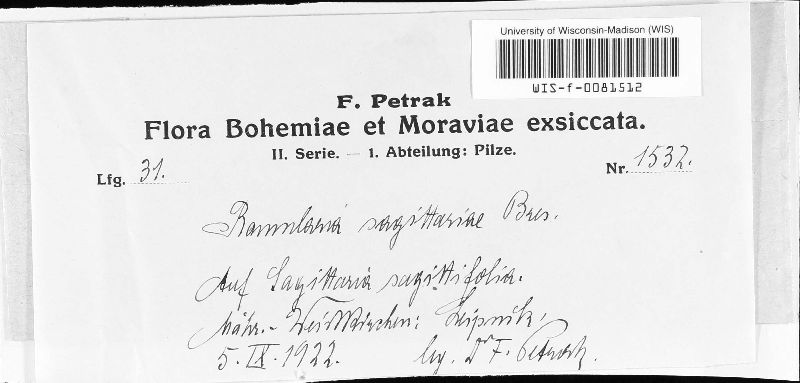 University of Wisconsin-Madison (WIS)
WIS-f-0081512
F. Petrak
Flora Bohemiae et Moraviae exsiccata.
II. Serie. — 1. Abteilung: Pilze.
Lfg. 31.
Nr. 1532.
Ramularia sagittariae Bres.
Auf Sagittaria sagittifolia.
Mähr.-Weisskirchen: Leipnik,
5. IX. 1922. leg. Dr F. Petrak.